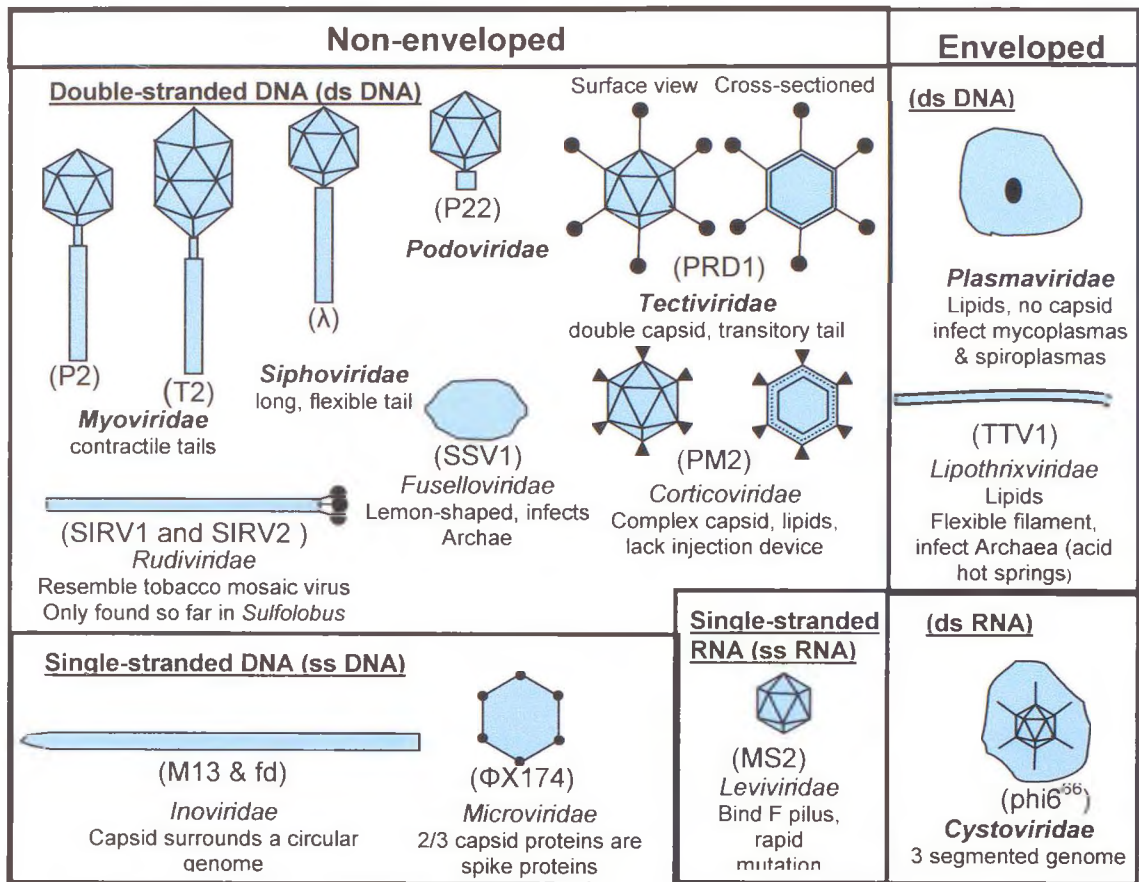 Non-enveloped
Enveloped
Double-stranded DNA (ds DNA)
Surface view
Cross-sectioned
(P2)
(T2)
Myoviridae
contractile tails
(λ)
Siphoviridae
long, flexible tail
(P22)
Podoviridae
(PRD1)
Tectiviridae
double capsid, transitory tail
(SSV1)
Fuselloviridae
Lemon-shaped, infects
Archae
(PM2)
Corticoviridae
Complex capsid, lipids,
lack injection device
(SIRV1 and SIRV2 )
Rudiviridae
Resemble tobacco mosaic virus
Only found so far in Sulfolobus
(ds DNA)
Plasmaviridae
Lipids, no capsid
infect mycoplasmas
& spiroplasmas
(TTV1)
Lipothrixviridae
Lipids
Flexible filament,
infect Archaea (acid
hot springs)
Single-stranded DNA (ss DNA)
(M13 & fd)
Inoviridae
Capsid surrounds a circular
genome
(ΦX174)
Microviridae
2/3 capsid proteins are
spike proteins
Single-stranded
RNA (ss RNA)
(MS2)
Leviviridae
Bind F pilus,
rapid
mutation
(ds RNA)
(phi6 66)
Cystoviridae
3 segmented genome